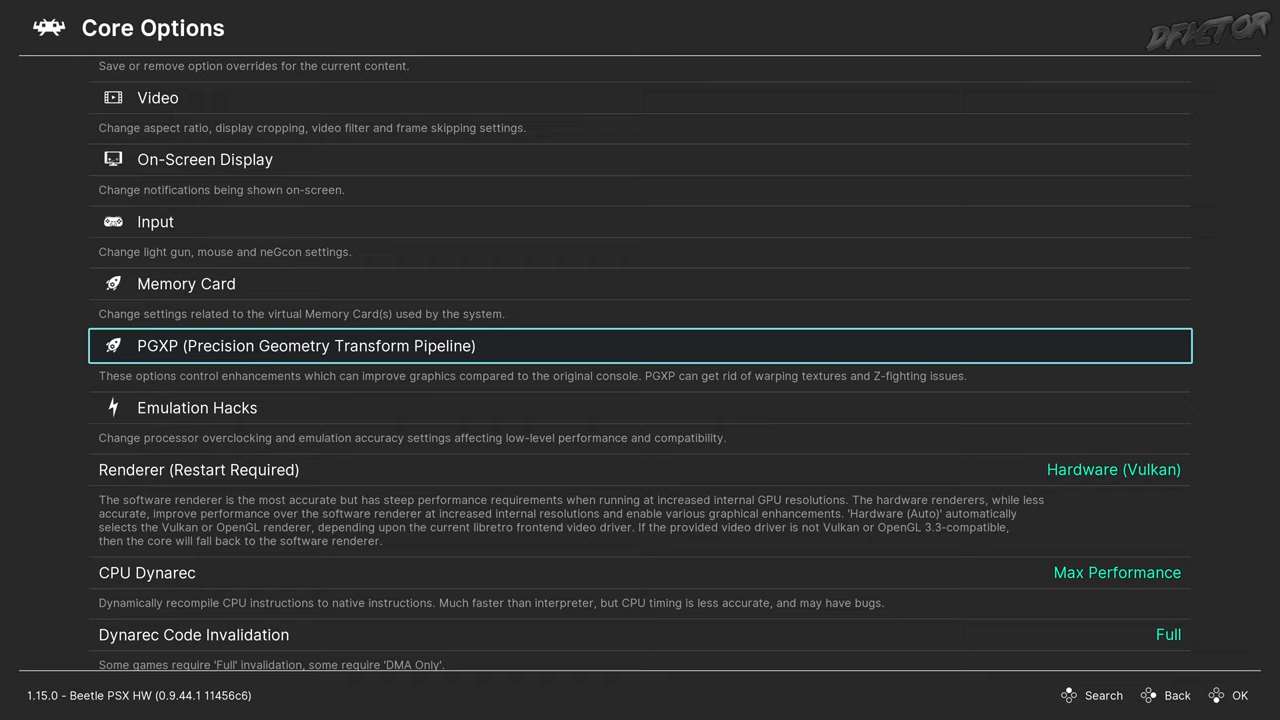 Core Options
DFACTOR
Save or remove option overrides for the current content.
Video
Change aspect ratio, display cropping, video filter and frame skipping settings.
On-Screen Display
Change notifications being shown on-screen.
Input
Change light gun, mouse and neGcon settings.
Memory Card
Change settings related to the virtual Memory Card(s) used by the system.
PGXP (Precision Geometry Transform Pipeline)
These options control enhancements which can improve graphics compared to the original console. PGXP can get rid of warping textures and Z-fighting issues.
Emulation Hacks
Change processor overclocking and emulation accuracy settings affecting low-level performance and compatibility.
Renderer (Restart Required) Hardware (Vulkan)
The software renderer is the most accurate but has steep performance requirements when running at increased internal GPU resolutions. The hardware renderers, while less
accurate, improve performance over the software renderer at increased internal resolutions and enable various graphical enhancements. 'Hardware (Auto)' automatically
selects the Vulkan or OpenGL renderer, depending upon the current libretro frontend video driver. If the provided video driver is not Vulkan or OpenGL 3.3-compatible,
then the core will fall back to the software renderer.
CPU Dynarec Max Performance
Dynamically recompile CPU instructions to native instructions. Much faster than interpreter, but CPU timing is less accurate, and may have bugs.
Dynarec Code Invalidation Full
Some games require 'Full' invalidation, some require 'DMA Only'.
1.15.0 - Beetle PSX HW (0.9.44.1 11456c6) Search Back OK